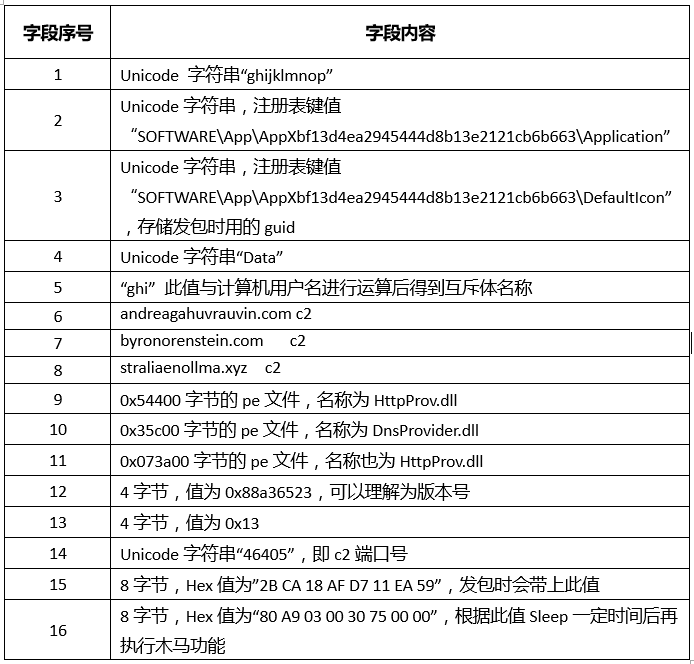 字段序号 字段内容
1 Unicode 字符串“ghijklmnop”
2 Unicode 字符串，注册表键值
“SOFTWARE\App\AppXbf13d4ea2945444d8b13e2121cb6b663\Application”
3 Unicode 字符串，注册表键值
“SOFTWARE\App\AppXbf13d4ea2945444d8b13e2121cb6b663\DefaultIcon”
，存储发包时用的 guid
4 Unicode 字符串“Data”
5 “ghi” 此值与计算机用户名进行运算后得到互斥体名称
6 andreagahuvrauvin.com c2
7 byronorenstein.com c2
8 straliaenollma.xyz c2
9 0x54400 字节的 pe 文件，名称为 HttpProv.dll
10 0x35c00 字节的 pe 文件，名称为 DnsProvider.dll
11 0x073a00 字节的 pe 文件，名称也为 HttpProv.dll
12 4 字节，值为 0x88a36523，可以理解为版本号
13 4 字节，值为 0x13
14 Unicode 字符串“46405”，即 c2 端口号
15 8 字节，Hex 值为”2B CA 18 AF D7 11 EA 59”，发包时会带上此值
16 8 字节，Hex 值为“80 A9 03 00 30 75 00 00”，根据此值 Sleep 一定时间后再
执行木马功能